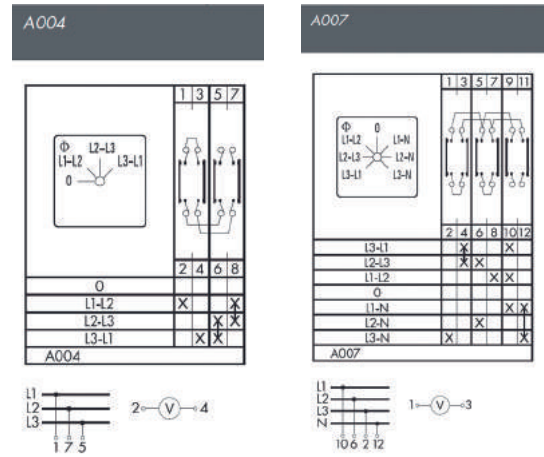 A004
1 3 5 7
Φ
L2-L3
L1-L2
L3-L1
0
2 4 6 8
0
L1-L2 X X
L2-L3 X X
L3-L1 X X
A004
L1
L2
L3
1 7 5
2 V 4
A007
1 3 5 7 9 11
Φ 0
L1-L2 L1-N
L2-L3 L2-N
L3-L1 L3-N
2 4 6 8 10 12
L3-L1 X X
L2-L3 X X
L1-L2 X X
0
L1-N X X
L2-N X
L3-N X X
A007
L1
L2
L3
N
10 6 2 12
1 V 3